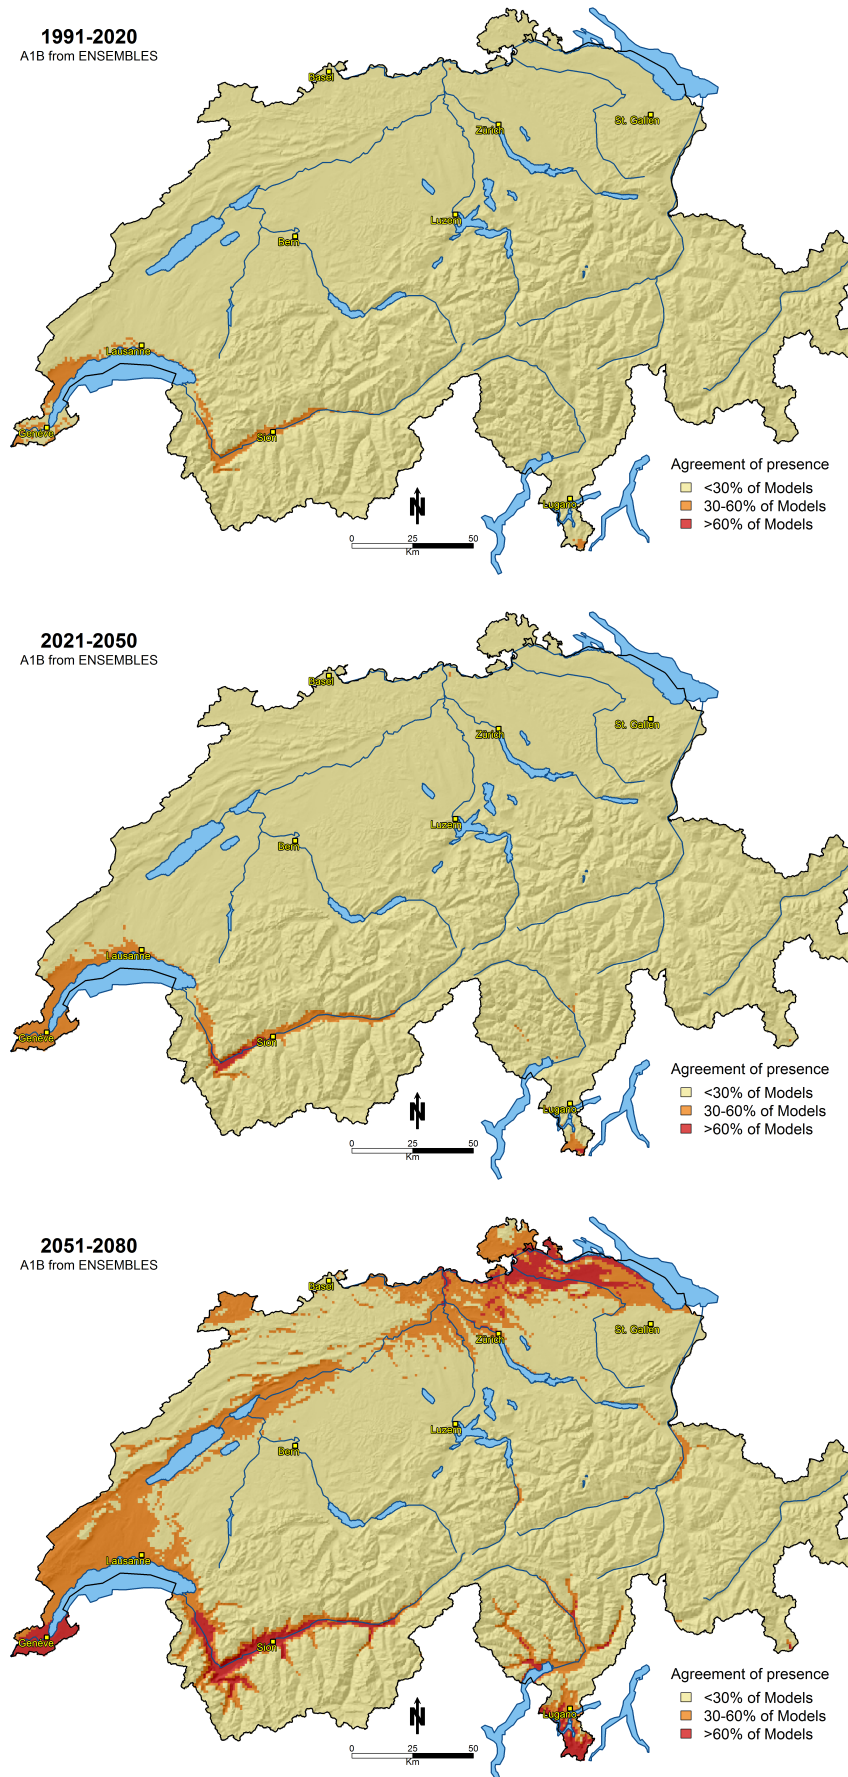 1991-2020
A1B from ENSEMBLES
Basel
Zürich
St. Gallen
Luzern
Bern
Lausanne
Genève
Sion
Lugano
Agreement of presence
<30% of Models
30-60% of Models
>60% of Models
N
0 25 50
Km
2021-2050
A1B from ENSEMBLES
Basel
Zürich
St. Gallen
Luzern
Bern
Lausanne
Genève
Sion
Lugano
Agreement of presence
<30% of Models
30-60% of Models
>60% of Models
N
0 25 50
Km
2051-2080
A1B from ENSEMBLES
Basel
Zürich
St. Gallen
Luzern
Bern
Lausanne
Genève
Sion
Lugano
Agreement of presence
<30% of Models
30-60% of Models
>60% of Models
N
0 25 50
Km